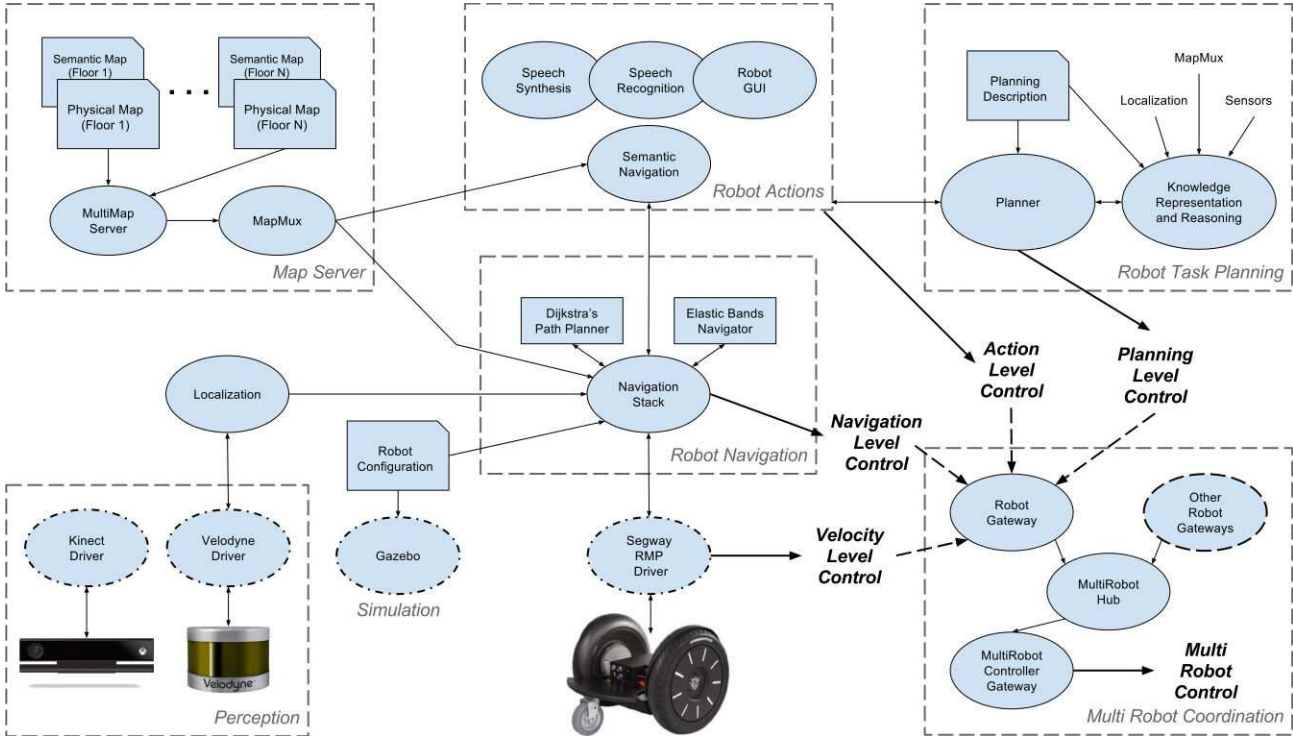 Semantic Map
(Floor 1)
Physical Map
(Floor 1)
. . .
Semantic Map
(Floor N)
Physical Map
(Floor N)
MultiMap
Server
MapMux
Map Server
Speech
Synthesis
Speech
Recognition
Robot
GUI
Semantic
Navigation
Robot Actions
Planning
Description
MapMux
Localization
Sensors
Planner
Knowledge
Representation
and Reasoning
Robot Task Planning
Dijkstra's
Path Planner
Elastic Bands
Navigator
Navigation
Stack
Robot Navigation
Localization
Robot
Configuration
Gazebo
Simulation
Kinect
Driver
Velodyne
Driver
Velodyne
Perception
Segway
RMP
Driver
Action
Level
Control
Planning
Level
Control
Navigation
Level
Control
Velocity
Level
Control
Robot
Gateway
Other
Robot
Gateways
MultiRobot
Hub
MultiRobot
Controller
Gateway
Multi
Robot
Control
Multi Robot Coordination